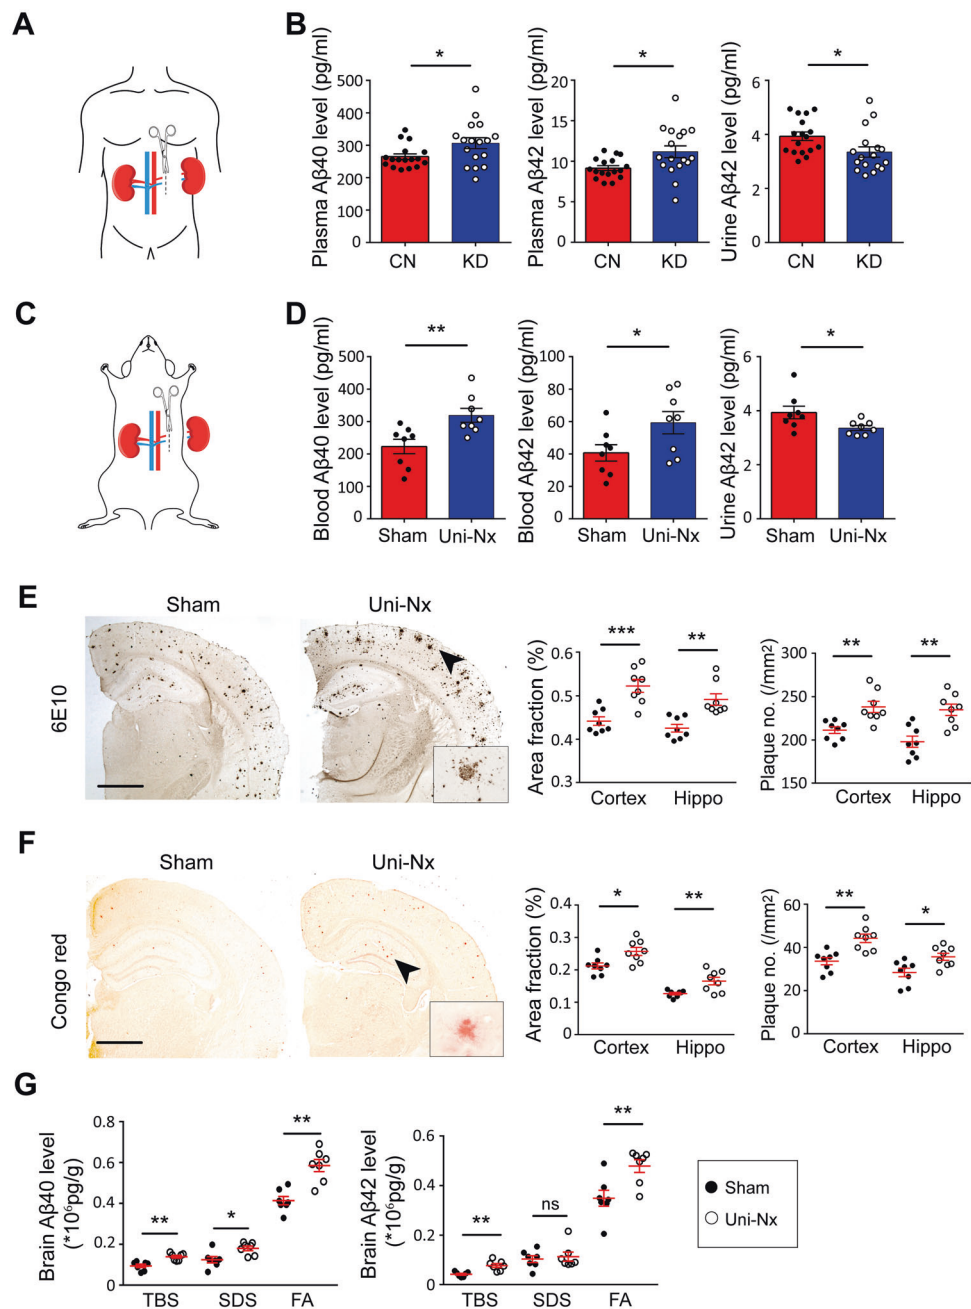 A
B
Plasma Aβ40 level (pg/ml)
500
400
300
200
100
0
*
CN
KD
Plasma Aβ42 level (pg/ml)
20
15
10
5
0
*
CN
KD
Urine Aβ42 level (pg/ml)
6
4
2
0
*
CN
KD
C
D
Blood Aβ40 level (pg/ml)
500
400
300
200
100
0
**
Sham
Uni-Nx
Blood Aβ42 level (pg/ml)
100
80
60
40
20
0
*
Sham
Uni-Nx
Urine Aβ42 level (pg/ml)
6
4
2
0
*
Sham
Uni-Nx
E
6E10
Sham
Uni-Nx
Area fraction (%)
0.6
0.5
0.4
0.3
***
**
Cortex
Hippo
Plaque no. (/mm2)
300
250
200
150
**
**
Cortex
Hippo
F
Congo red
Sham
Uni-Nx
Area fraction (%)
0.4
0.3
0.2
0.1
0
*
**
Cortex
Hippo
Plaque no. (/mm2)
60
40
20
0
**
*
Cortex
Hippo
G
Brain Aβ40 level
(*10⁶pg/g)
0.8
0.6
0.4
0.2
0
**
*
**
TBS
SDS
FA
Brain Aβ42 level
(*10⁶pg/g)
0.6
0.4
0.2
0
**
ns
**
TBS
SDS
FA
Sham
Uni-Nx